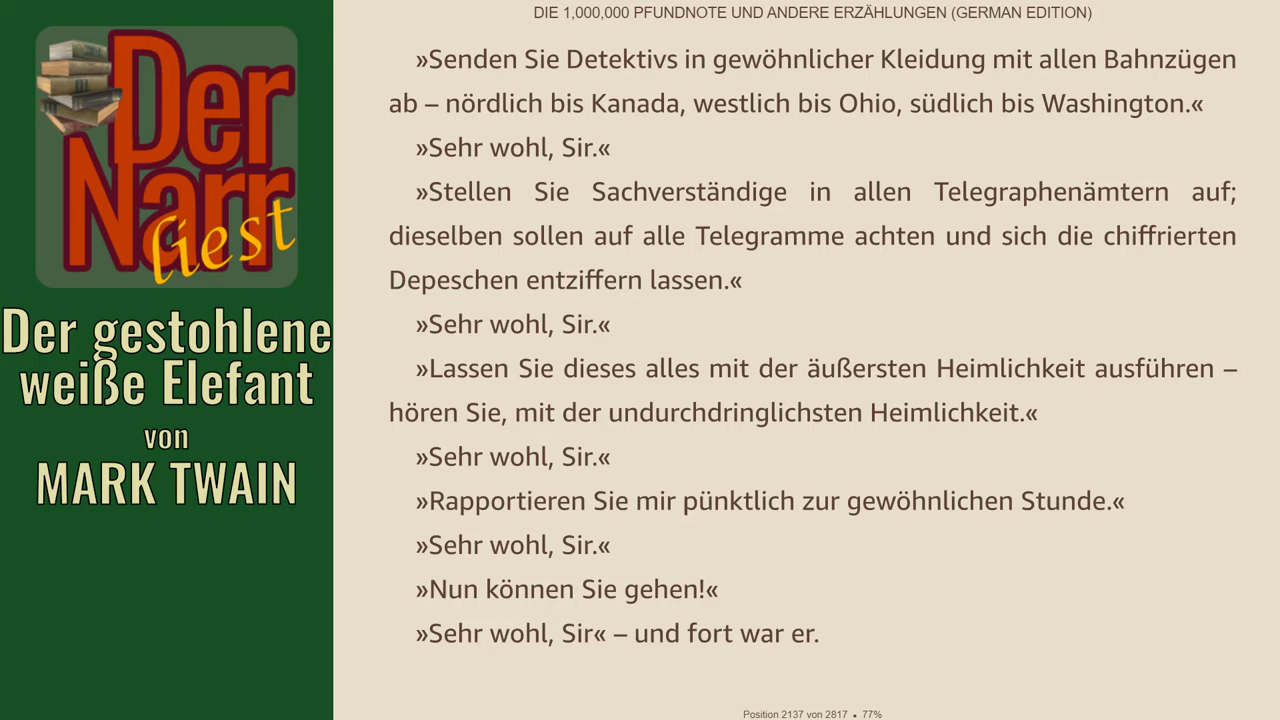 Der
Narr
liest
Der gestohlene
weiße Elefant
von
MARK TWAIN
DIE 1,000,000 PFUNDNOTE UND ANDERE ERZÄHLUNGEN (GERMAN EDITION)
»Senden Sie Detektivs in gewöhnlicher Kleidung mit allen Bahnzügen
ab – nördlich bis Kanada, westlich bis Ohio, südlich bis Washington.«
»Sehr wohl, Sir.«
»Stellen Sie Sachverständige in allen Telegraphenämtern auf;
dieselben sollen auf alle Telegramme achten und sich die chiffrierten
Depeschen entziffern lassen.«
»Sehr wohl, Sir.«
»Lassen Sie dieses alles mit der äußersten Heimlichkeit ausführen –
hören Sie, mit der undurchdringlichsten Heimlichkeit.«
»Sehr wohl, Sir.«
»Rapportieren Sie mir pünktlich zur gewöhnlichen Stunde.«
»Sehr wohl, Sir.«
»Nun können Sie gehen!«
»Sehr wohl, Sir« – und fort war er.
Position 2137 von 2817 • 77%